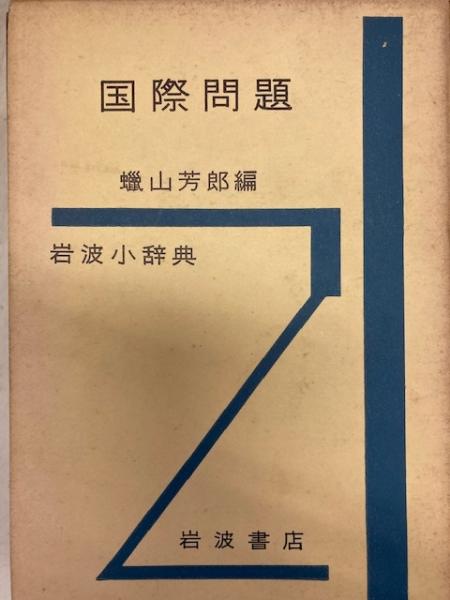 国際問題
蠟山芳郎編
岩波小辞典
岩波書店